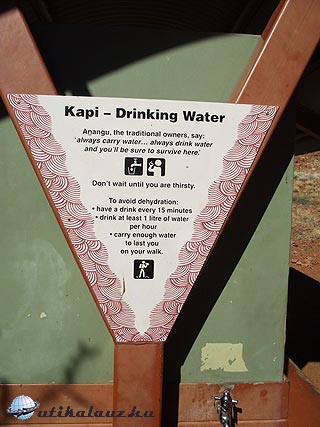 Kapi – Drinking Water
Anangu, the traditional owners, say:
'always carry water... always drink water
and you'll be sure to survive here.'
Don't wait until you are thirsty.
To avoid dehydration:
• have a drink every 15 minutes
• drink at least 1 litre of water
per hour
• carry enough water
to last you
on your walk.
utikalauz.hu